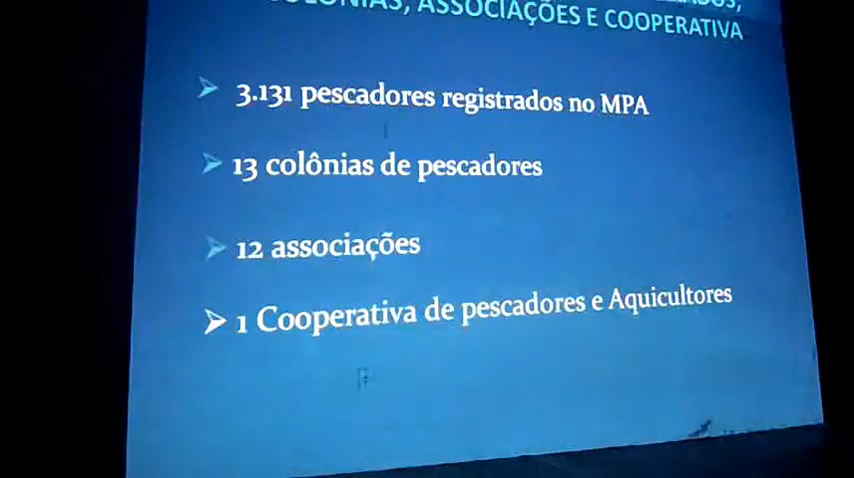 COLÔNIAS, ASSOCIAÇÕES E COOPERATIVA
3.131 pescadores registrados no MPA
13 colônias de pescadores
12 associações
1 Cooperativa de pescadores e Aquicultores